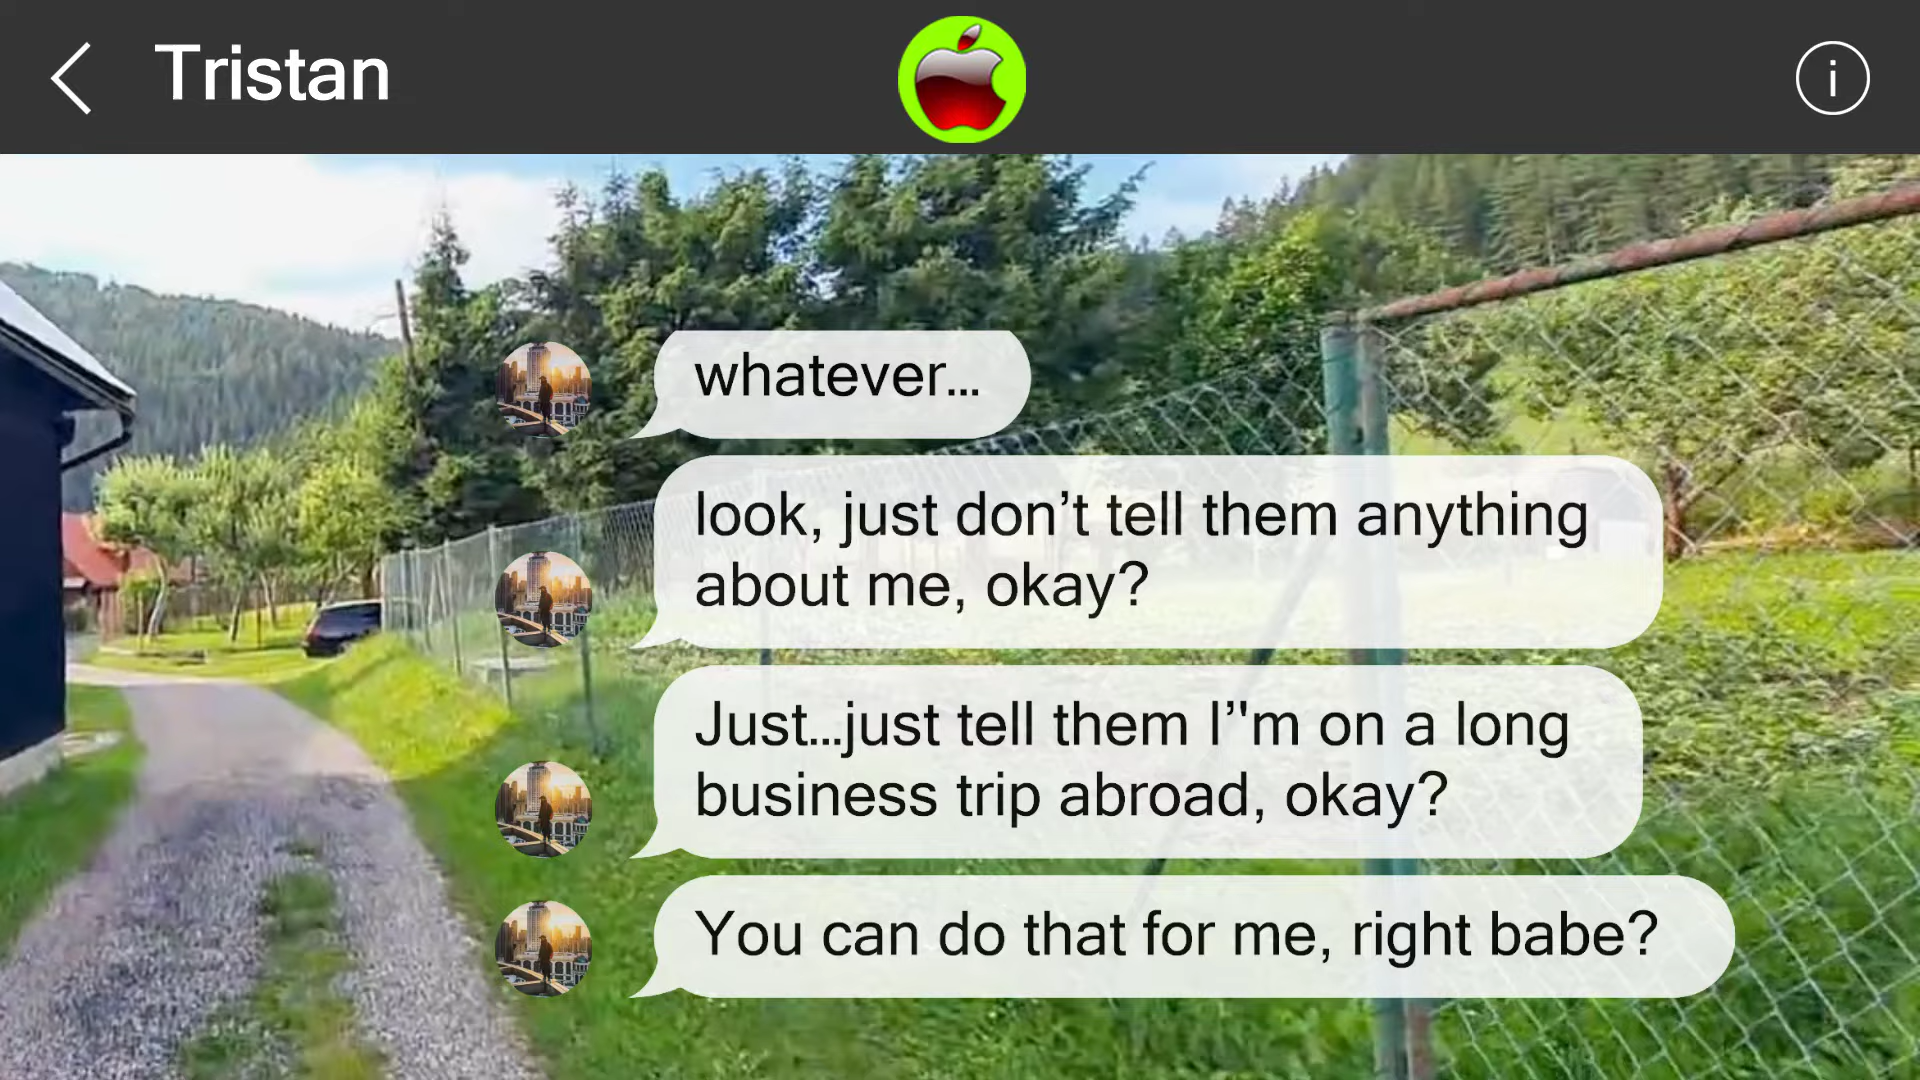 Tristan
i
whatever...
look, just don’t tell them anything
about me, okay?
Just...just tell them I’'m on a long
business trip abroad, okay?
You can do that for me, right babe?